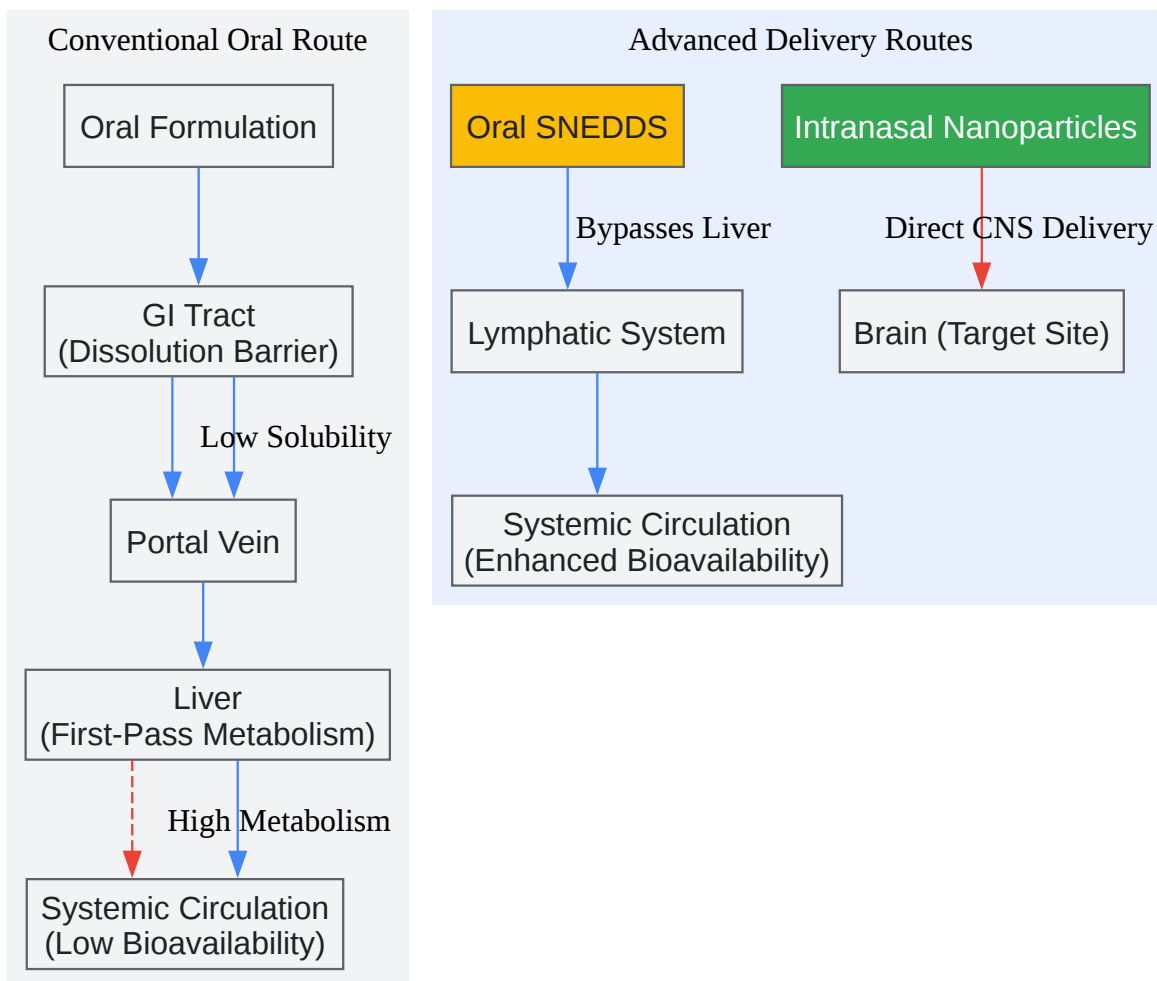 Conventional Oral Route
Oral Formulation
GI Tract
(Dissolution Barrier)
Low Solubility
Portal Vein
Liver
(First-Pass Metabolism)
High Metabolism
Systemic Circulation
(Low Bioavailability)
Advanced Delivery Routes
Oral SNEDDS
Intranasal Nanoparticles
Bypasses Liver
Direct CNS Delivery
Lymphatic System
Brain (Target Site)
Systemic Circulation
(Enhanced Bioavailability)